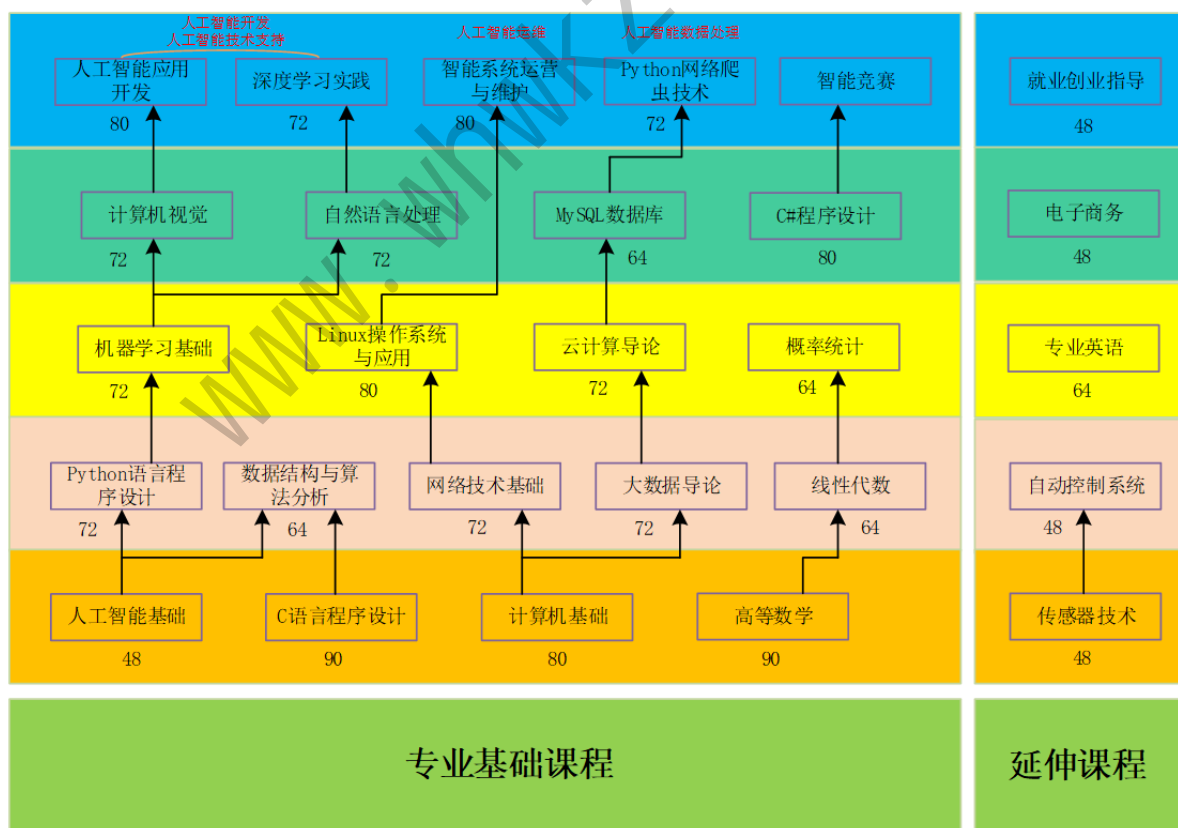 人工智能开发
人工智能技术支持
人工智能运维
人工智能数据处理
人工智能应用
开发
80
深度学习实践
72
智能系统运营
与维护
80
Python网络爬
虫技术
72
智能竞赛
就业创业指导
48
计算机视觉
72
自然语言处理
72
MySQL数据库
64
C#程序设计
80
电子商务
48
机器学习基础
72
Linux操作系统
与应用
80
云计算导论
72
概率统计
64
专业英语
64
Python语言程
序设计
72
数据结构与算
法分析
64
网络技术基础
72
大数据导论
72
线性代数
64
自动控制系统
48
人工智能基础
48
C语言程序设计
90
计算机基础
80
高等数学
90
传感器技术
48
专业基础课程
延伸课程